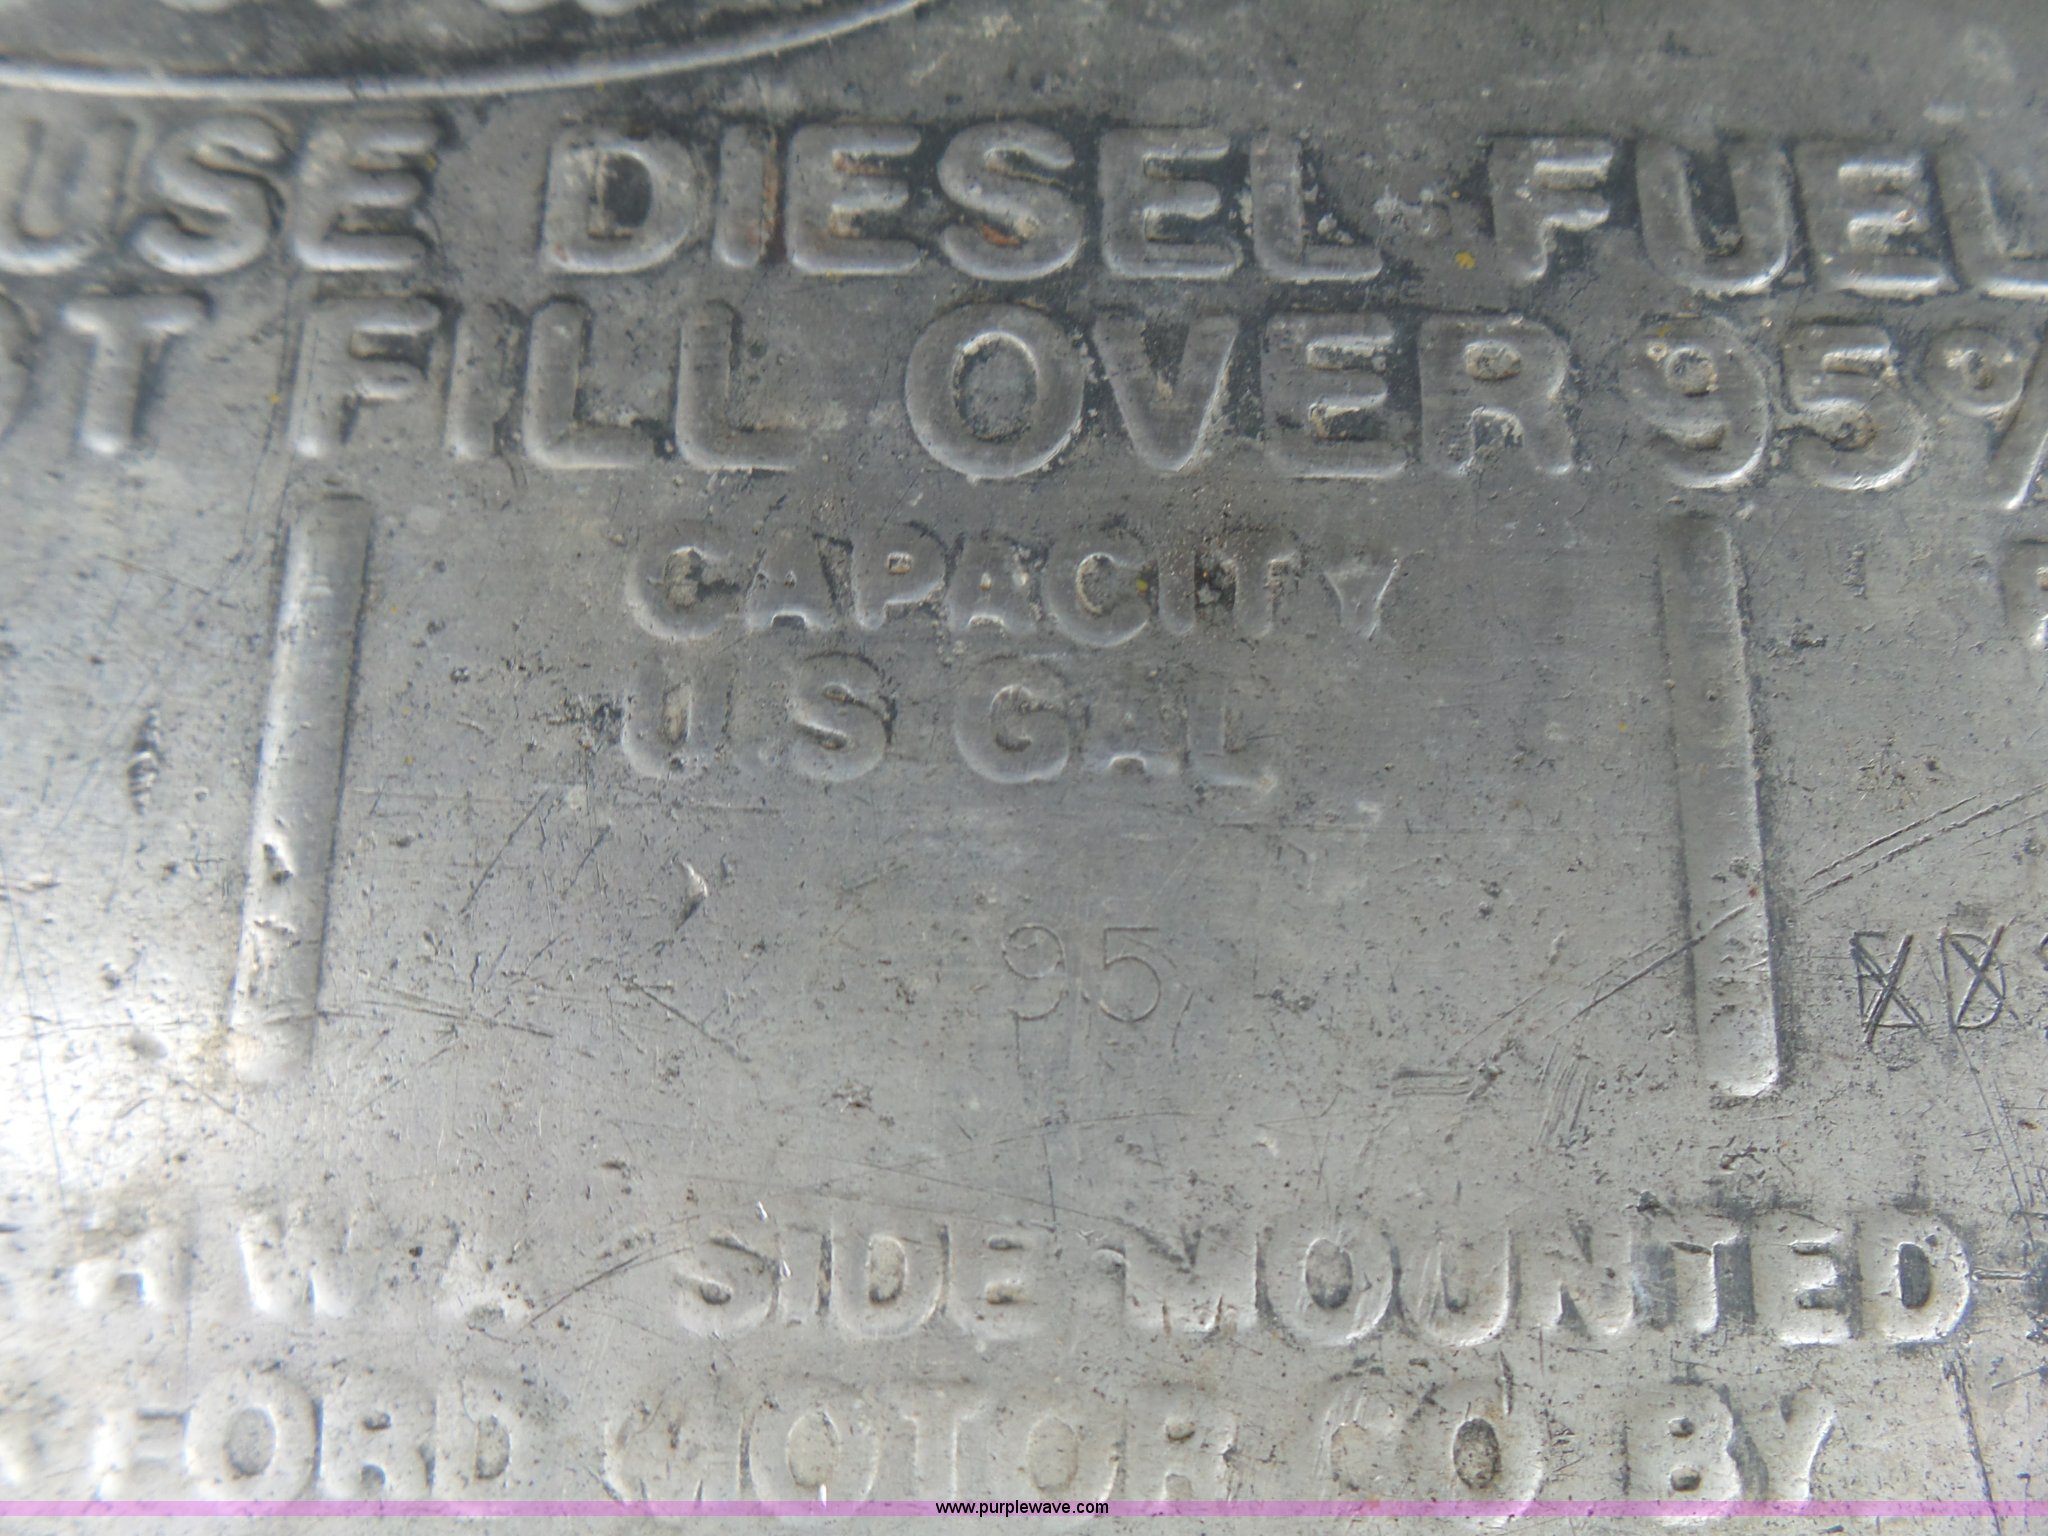 USE DIESEL FUEL
FILL OVER 95%
CAPACITY
U.S GAL
95
SIDE MOUNTED
FORD MOTOR CO BY
www.purplewave.com